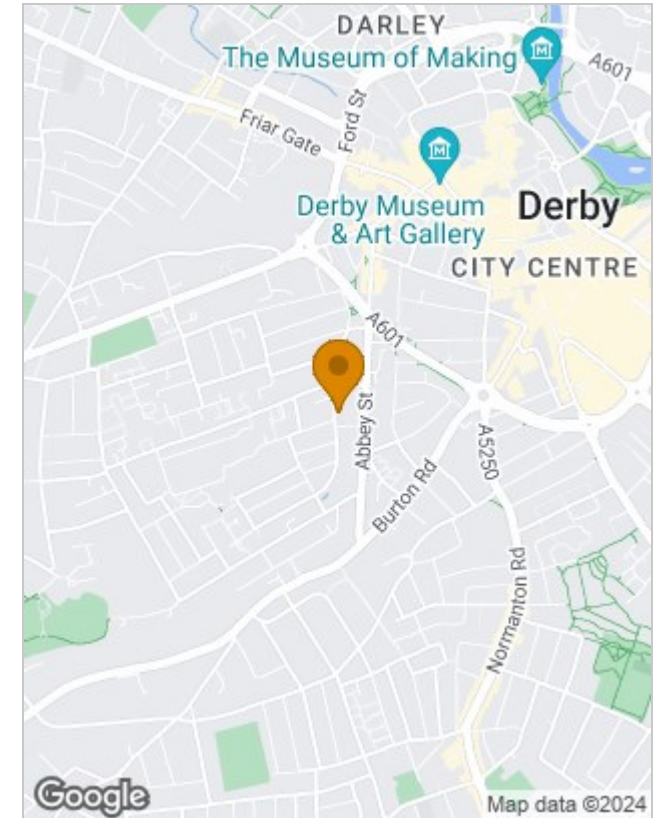 DARLEY
The Museum of Making
A601
Ford St
Friar Gate
Derby Museum
& Art Gallery
Derby
CITY CENTRE
A601
Abbey St
A5250
Burton Rd
Normanton Rd
Google
Map data ©2024